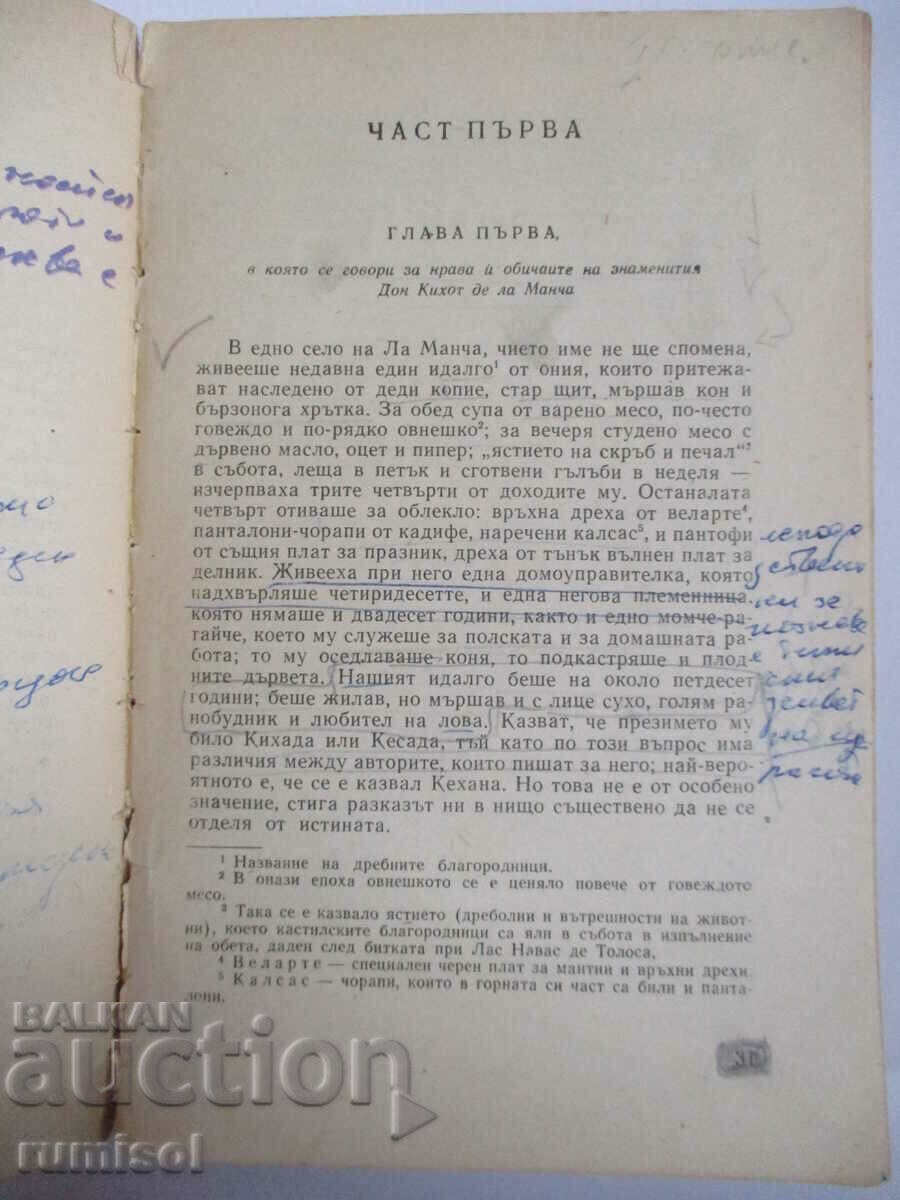 ЧАСТ ПЪРВА
ГЛАВА ПЪРВА,
в която се говори за нрава и обичаите на знаменития
Дон Кихот де ла Манча
В едно село на Ла Манча, чието име не ще спомена,
живееше недавна един идалго¹ от ония, които притежа-
ват наследено от деди копие, стар щит, мършав кон и
бързонога хрътка. За обед супа от варено месо, по-често
говеждо и по-рядко овнешко²; за вечеря студено месо с
дървено масло, оцет и пипер; „ястието на скръб и печал“³
в събота, леща в петък и сготвени гълъби в неделя —
изчерпваха трите четвърти от доходите му. Останалата
четвърт отиваше за облекло: връхна дреха от веларте⁴,
панталони-чорапи от кадифе, наречени калсас⁵, и пантофи
от същия плат за празник, дреха от тънък вълнен плат за
делник. Живееха при него една домоуправителка, която
надхвърляше четиридесетте, и една негова племенница,
която нямаше и двадесет години, както и едно момче-ра-
тайче, което му служеше за полската и за домашната ра-
бота; то му оседлаваше коня, то подкастряше и плод-
ните дървета. Нашият идалго беше на около петдесет
години; беше жилав, но мършав и с лице сухо, голям ра-
нобудник и любител на лова. Казват, че презимето му
било Кихада или Кесада, тъй като по този въпрос има
различия между авторите, които пишат за него; най-веро-
ятното е, че се е казвал Кехана. Но това не е от особено
значение, стига разказът ни в нищо съществено да не се
отделя от истината.
¹ Название на дребните благородници.
² В онази епоха овнешкото се е ценяло повече от говеждото
месо.
³ Така се е казвало ястието (дреболии и вътрешности на живот-
ни), което кастилските благородници са яли в събота в изпълнение
на обета, даден след битката при Лас Навас де Толоса.
⁴ Веларте — специален черен плат за мантии и връхни дрехи.
⁵ Калсас — чорапи, които в горната си част са били и панта-
лони.
BALKAN
auction
rumisol